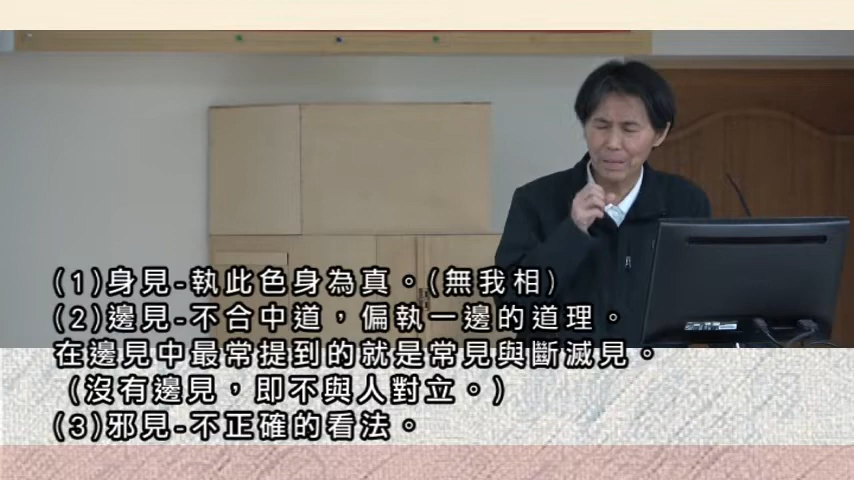 (1)身見-執此色身為真。(無我相)
(2)邊見-不合中道，偏執一邊的道理。
在邊見中最常提到的就是常見與斷滅見。
(沒有邊見，即不與人對立。)
(3)邪見-不正確的看法。